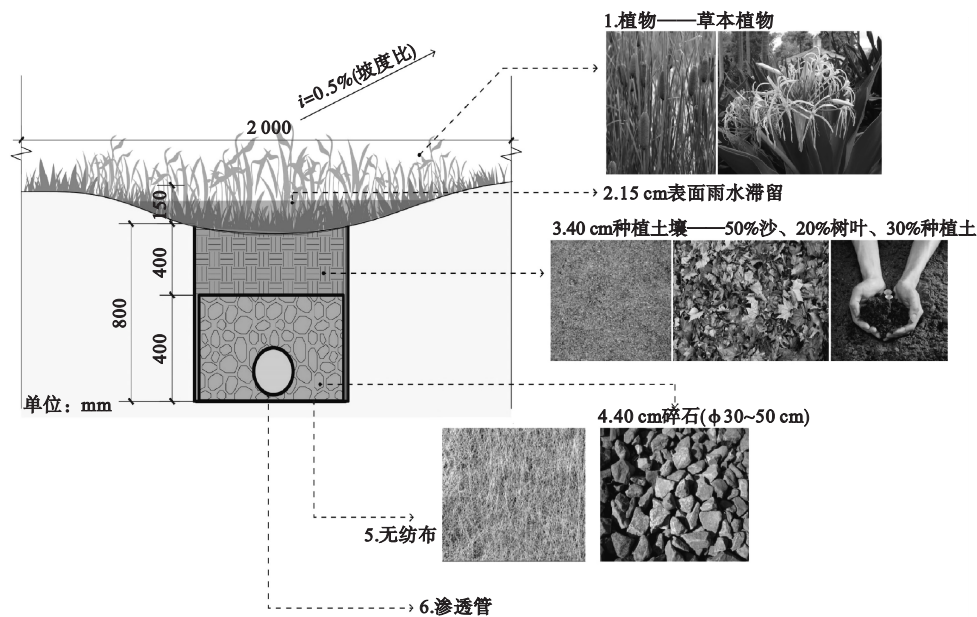 1.植物——草本植物
i=0.5%(坡度比)
2 000
150
2.15 cm表面雨水滞留
3.40 cm种植土壤——50%沙、20%树叶、30%种植土
400
800
400
单位：mm
4.40 cm碎石(ϕ30~50 cm)
5.无纺布
6.渗透管